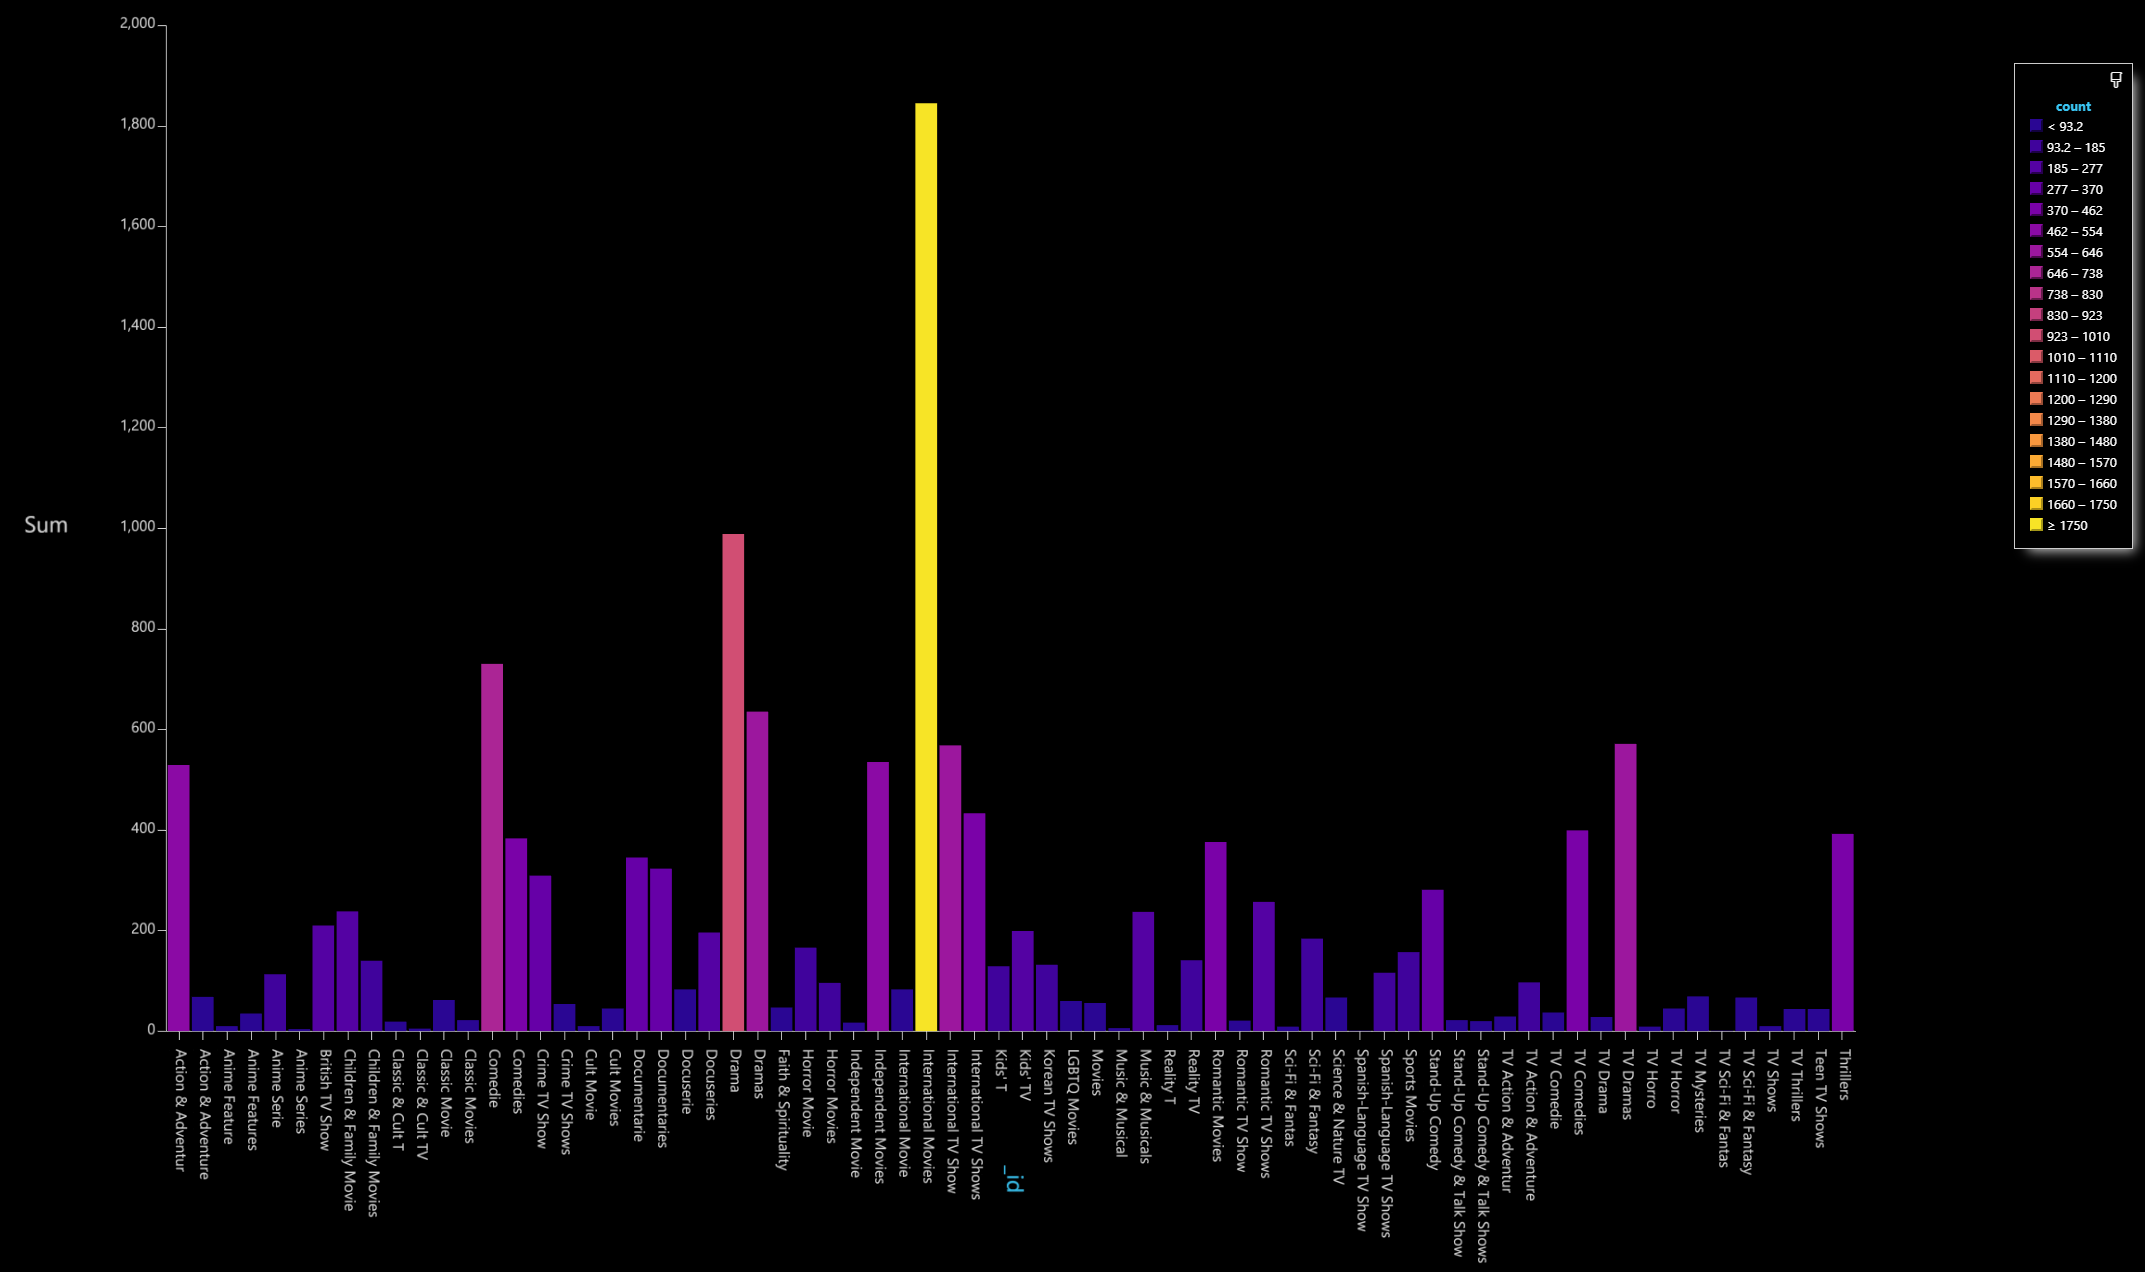 2,000
1,800
1,600
1,400
1,200
1,000
800
600
400
200
0
Sum
Action & Adventur
Action & Adventure
Anime Feature
Anime Features
Anime Serie
Anime Series
British TV Show
Children & Family Movie
Children & Family Movies
Classic & Cult T
Classic & Cult TV
Classic Movie
Classic Movies
Comedie
Comedies
Crime TV Show
Crime TV Shows
Cult Movie
Cult Movies
Documentarie
Documentaries
Docuserie
Docuseries
Drama
Dramas
Faith & Spirituality
Horror Movie
Horror Movies
Independent Movie
Independent Movies
International Movie
International Movies
International TV Show
International TV Shows
Kids' T
Kids' TV
Korean TV Shows
LGBTQ Movies
Movies
Music & Musical
Music & Musicals
Reality T
Reality TV
Romantic Movies
Romantic TV Show
Romantic TV Shows
Sci-Fi & Fantas
Sci-Fi & Fantasy
Science & Nature TV
Spanish-Language TV Show
Spanish-Language TV Shows
Sports Movies
Stand-Up Comedy
Stand-Up Comedy & Talk Show
Stand-Up Comedy & Talk Shows
TV Action & Adventur
TV Action & Adventure
TV Comedie
TV Comedies
TV Drama
TV Dramas
TV Horro
TV Horror
TV Mysteries
TV Sci-Fi & Fantas
TV Sci-Fi & Fantasy
TV Shows
TV Thrillers
Teen TV Shows
Thrillers
_id
count
< 93.2
93.2 – 185
185 – 277
277 – 370
370 – 462
462 – 554
554 – 646
646 – 738
738 – 830
830 – 923
923 – 1010
1010 – 1110
1110 – 1200
1200 – 1290
1290 – 1380
1380 – 1480
1480 – 1570
1570 – 1660
1660 – 1750
≥ 1750